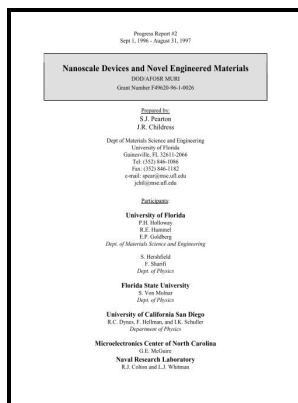 Progress Report #2
Sept 1, 1996 - August 31, 1997
Nanoscale Devices and Novel Engineered Materials
DOD/AFOSR MURI
Grant Number F49620-96-1-0026
Prepared by:
S.J. Pearton
J.R. Childress
Dept of Materials Science and Engineering
University of Florida
Gainesville, FL 32611-2066
Tel: (352) 846-1086
Fax: (352) 846-1182
e-mail: spear@mse.ufl.edu
jchil@mse.ufl.edu
Participants:
University of Florida
P.H. Holloway
R.E. Hummel
E.P. Goldberg
Dept. of Materials Science and Engineering
S. Hershfield
F. Sharifi
Dept. of Physics
Florida State University
S. Von Molnar
Dept. of Physics
University of California San Diego
R.C. Dynes, F. Hellman, and I.K. Schuller
Department of Physics
Microelectronics Center of North Carolina
G.E. McGuire
Naval Research Laboratory
R.J. Colton and L.J. Whitman